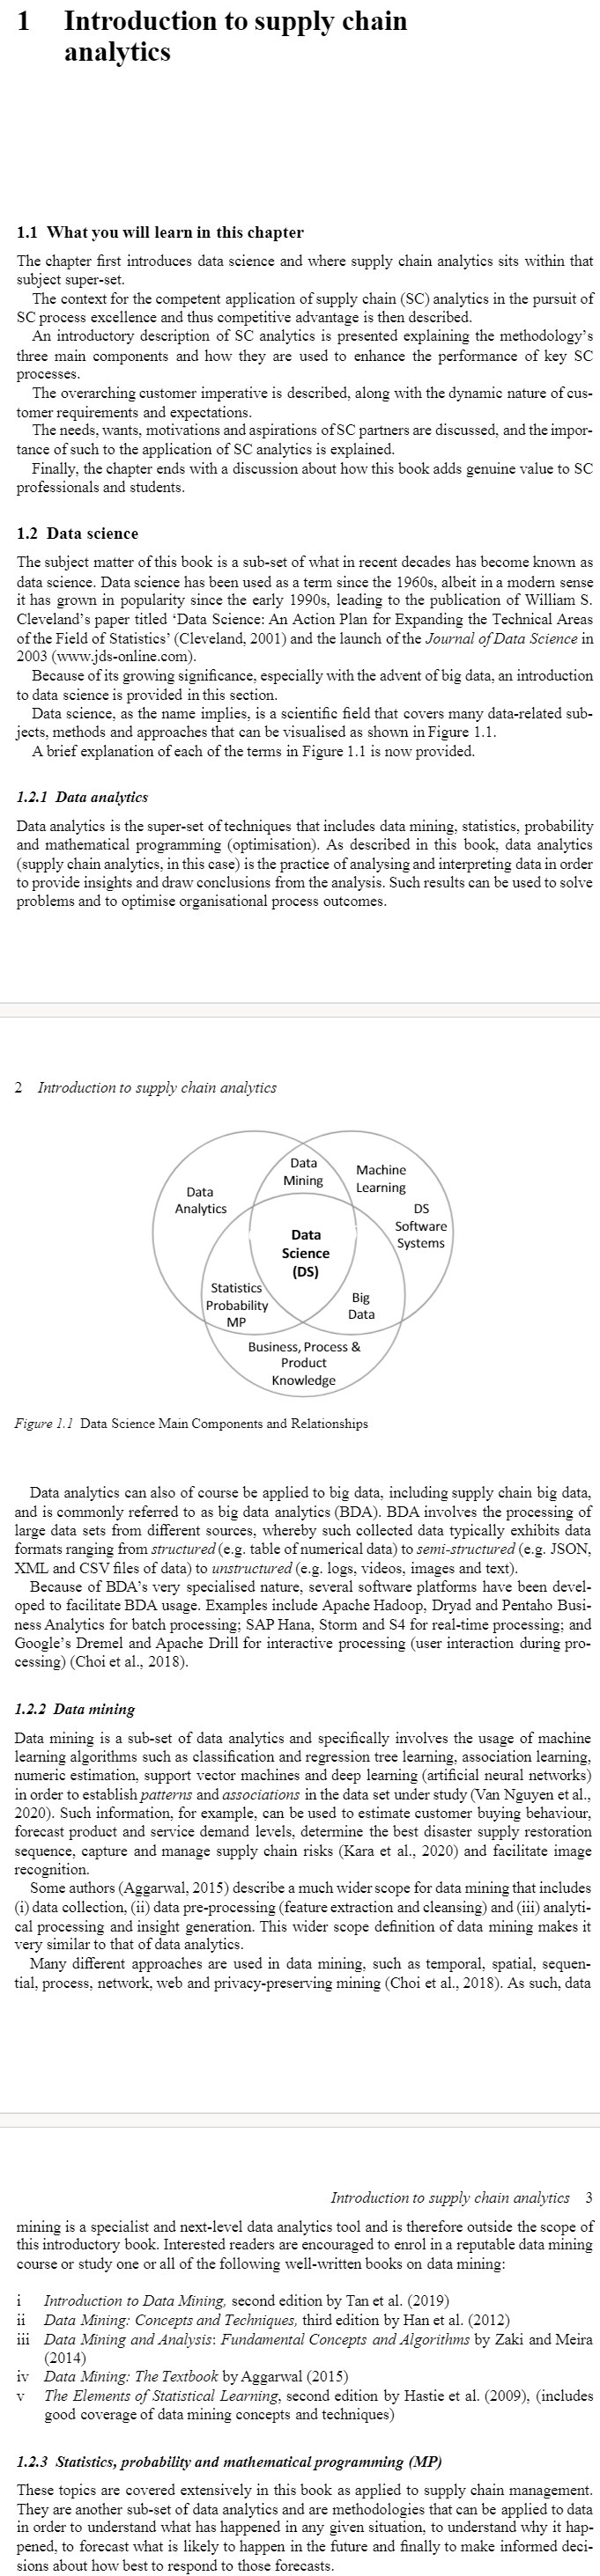 1 Introduction to supply chain
analytics
1.1 What you will learn in this chapter
The chapter first introduces data science and where supply chain analytics sits within that
subject super-set.
The context for the competent application of supply chain (SC) analytics in the pursuit of
SC process excellence and thus competitive advantage is then described.
An introductory description of SC analytics is presented explaining the methodology's
three main components and how they are used to enhance the performance of key SC
processes.
The overarching customer imperative is described, along with the dynamic nature of cus-
tomer requirements and expectations.
The needs, wants, motivations and aspirations of SC partners are discussed, and the impor-
tance of such to the application of SC analytics is explained.
Finally, the chapter ends with a discussion about how this book adds genuine value to SC
professionals and students.
1.2 Data science
The subject matter of this book is a sub-set of what in recent decades has become known as
data science. Data science has been used as a term since the 1960s, albeit in a modern sense
it has grown in popularity since the early 1990s, leading to the publication of William S.
Cleveland's paper titled 'Data Science: An Action Plan for Expanding the Technical Areas
of the Field of Statistics' (Cleveland, 2001) and the launch of the Journal of Data Science in
2003 (www.jds-online.com).
Because of its growing significance, especially with the advent of big data, an introduction
to data science is provided in this section.
Data science, as the name implies, is a scientific field that covers many data-related sub-
jects, methods and approaches that can be visualised as shown in Figure 1.1.
A brief explanation of each of the terms in Figure 1.1 is now provided.
1.2.1 Data analytics
Data analytics is the super-set of techniques that includes data mining, statistics, probability
and mathematical programming (optimisation). As described in this book, data analytics
(supply chain analytics, in this case) is the practice of analysing and interpreting data in order
to provide insights and draw conclusions from the analysis. Such results can be used to solve
problems and to optimise organisational process outcomes.
2 Introduction to supply chain analytics
Data
Mining
Machine
Learning
Data
Analytics
DS
Software
Systems
Data
Science
(DS)
Statistics
Probability
MP
Big
Data
Business, Process &
Product
Knowledge
Figure 1.1 Data Science Main Components and Relationships
Data analytics can also of course be applied to big data, including supply chain big data,
and is commonly referred to as big data analytics (BDA). BDA involves the processing of
large data sets from different sources, whereby such collected data typically exhibits data
formats ranging from structured (e.g. table of numerical data) to semi-structured (e.g. JSON,
XML and CSV files of data) to unstructured (e.g. logs, videos, images and text).
Because of BDA's very specialised nature, several software platforms have been devel-
oped to facilitate BDA usage. Examples include Apache Hadoop, Dryad and Pentaho Busi-
ness Analytics for batch processing; SAP Hana, Storm and S4 for real-time processing; and
Google's Dremel and Apache Drill for interactive processing (user interaction during pro-
cessing) (Choi et al., 2018).
1.2.2 Data mining
Data mining is a sub-set of data analytics and specifically involves the usage of machine
learning algorithms such as classification and regression tree learning, association learning,
numeric estimation, support vector machines and deep learning (artificial neural networks)
in order to establish patterns and associations in the data set under study (Van Nguyen et al.,
2020). Such information, for example, can be used to estimate customer buying behaviour,
forecast product and service demand levels, determine the best disaster supply restoration
sequence, capture and manage supply chain risks (Kara et al., 2020) and facilitate image
recognition.
Some authors (Aggarwal, 2015) describe a much wider scope for data mining that includes
(i) data collection, (ii) data pre-processing (feature extraction and cleansing) and (iii) analyti-
cal processing and insight generation. This wider scope definition of data mining makes it
very similar to that of data analytics.
Many different approaches are used in data mining, such as temporal, spatial, sequen-
tial, process, network, web and privacy-preserving mining (Choi et al., 2018). As such, data
Introduction to supply chain analytics 3
mining is a specialist and next-level data analytics tool and is therefore outside the scope of
this introductory book. Interested readers are encouraged to enrol in a reputable data mining
course or study one or all of the following well-written books on data mining:
i Introduction to Data Mining, second edition by Tan et al. (2019)
ii Data Mining: Concepts and Techniques, third edition by Han et al. (2012)
iii Data Mining and Analysis: Fundamental Concepts and Algorithms by Zaki and Meira
(2014)
iv Data Mining: The Textbook by Aggarwal (2015)
v The Elements of Statistical Learning, second edition by Hastie et al. (2009), (includes
good coverage of data mining concepts and techniques)
1.2.3 Statistics, probability and mathematical programming (MP)
These topics are covered extensively in this book as applied to supply chain management.
They are another sub-set of data analytics and are methodologies that can be applied to data
in order to understand what has happened in any given situation, to understand why it hap-
pened, to forecast what is likely to happen in the future and finally to make informed deci-
sions about how best to respond to those forecasts.